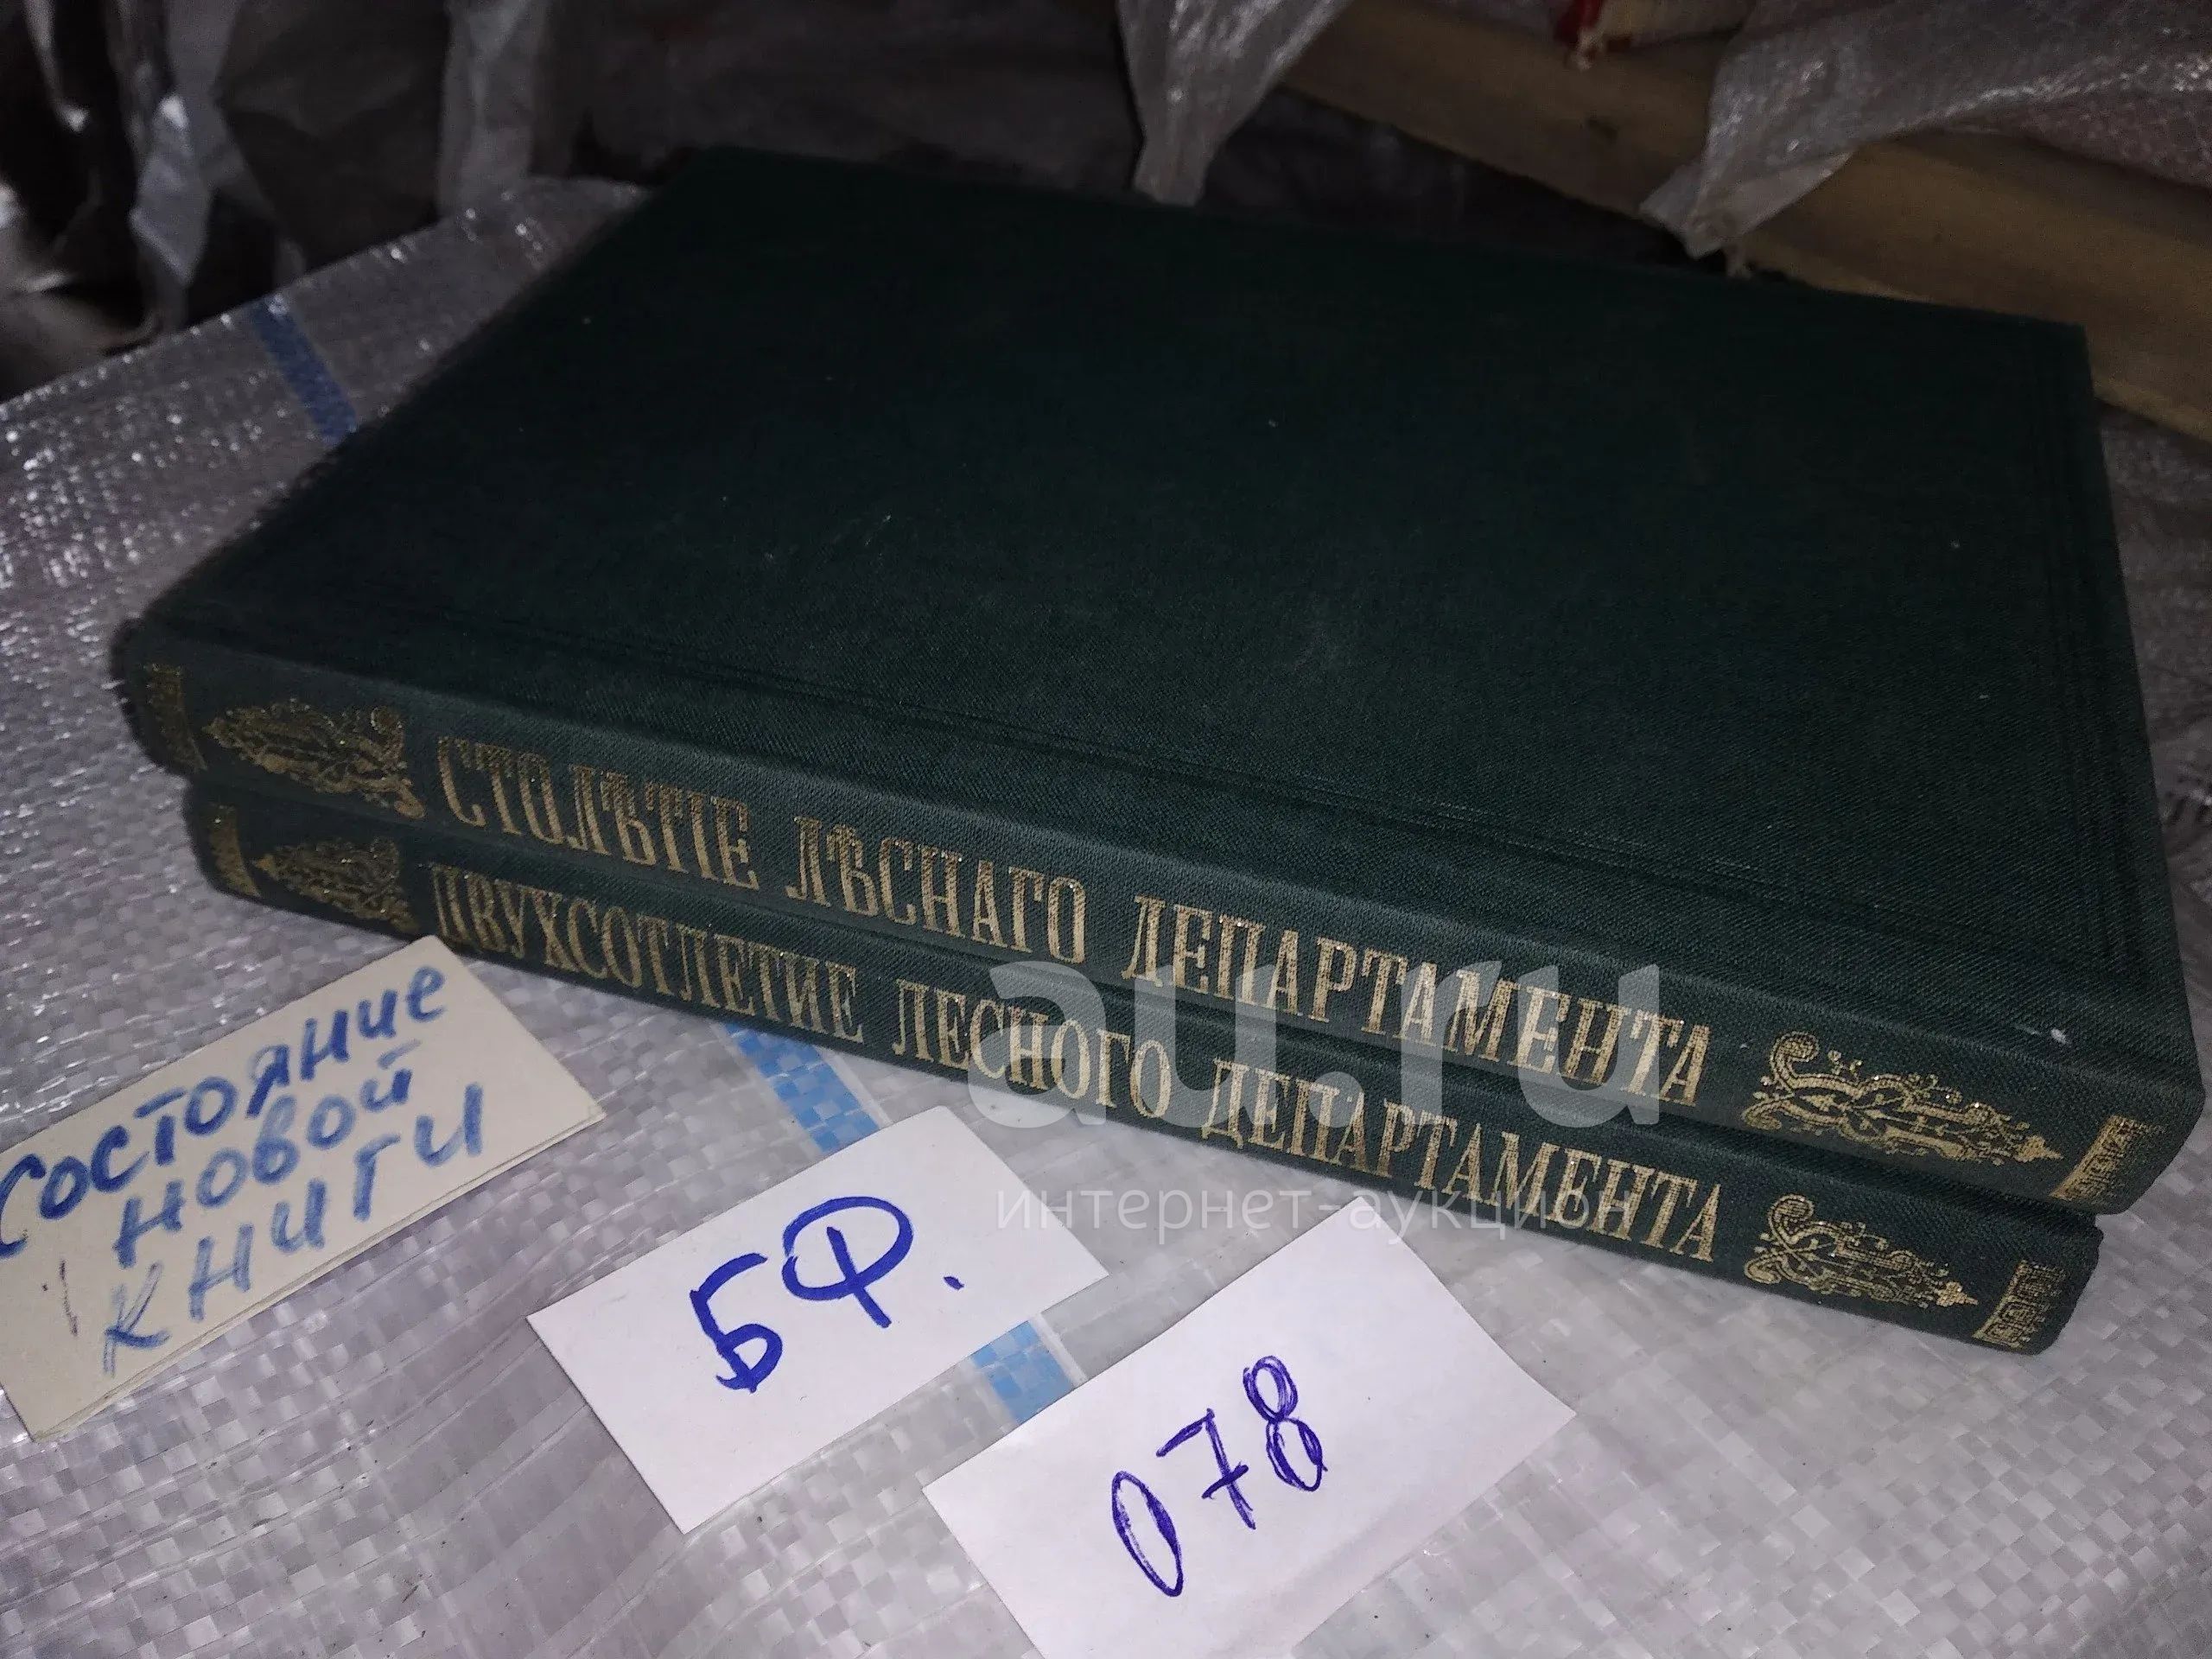 СТОЛѢТІЕ ЛѢСНАГО ДЕПАРТАМЕНТА
ДВУХСОТЛЕТИЕ ЛЕСНОГО ДЕПАРТАМЕНТА
au.ru
интернет-аукцион
состояние
новой
книги
БФ.
078